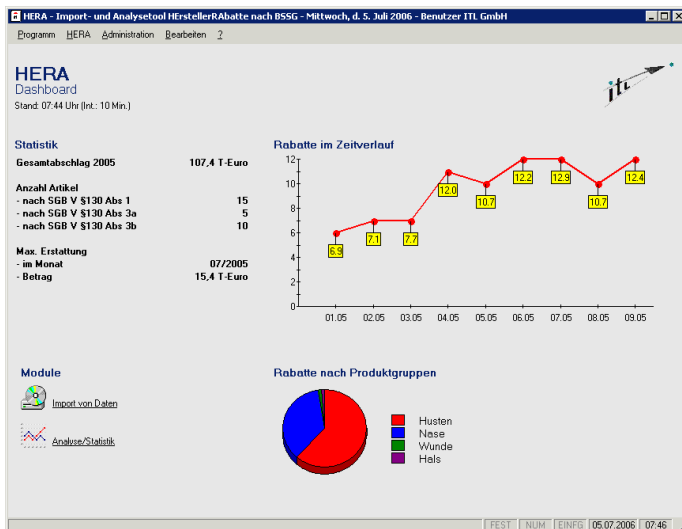 HERA - Import- und Analysetool HErstellerRAbatte nach BSSG - Mittwoch, d. 5. Juli 2006 - Benutzer ITL GmbH
Programm HERA Administration Bearbeiten ?
HERA
Dashboard
Stand: 07:44 Uhr (Int.: 10 Min.)
itl
Statistik
Gesamtabschlag 2005 107,4 T-Euro
Anzahl Artikel
- nach SGB V §130 Abs 1 15
- nach SGB V §130 Abs 3a 5
- nach SGB V §130 Abs 3b 10
Max. Erstattung
- im Monat 07/2005
- Betrag 15,4 T-Euro
Rabatte im Zeitverlauf
12
10
8
6
4
2
0
6.9 7.1 7.7 12.0 10.7 12.2 12.9 10.7 12.4
01.05 02.05 03.05 04.05 05.05 06.05 07.05 08.05 09.05
Module
Import von Daten
Analyse/Statistik
Rabatte nach Produktgruppen
Husten
Nase
Wunde
Hals
FEST NUM EINFG 05.07.2006 07:46